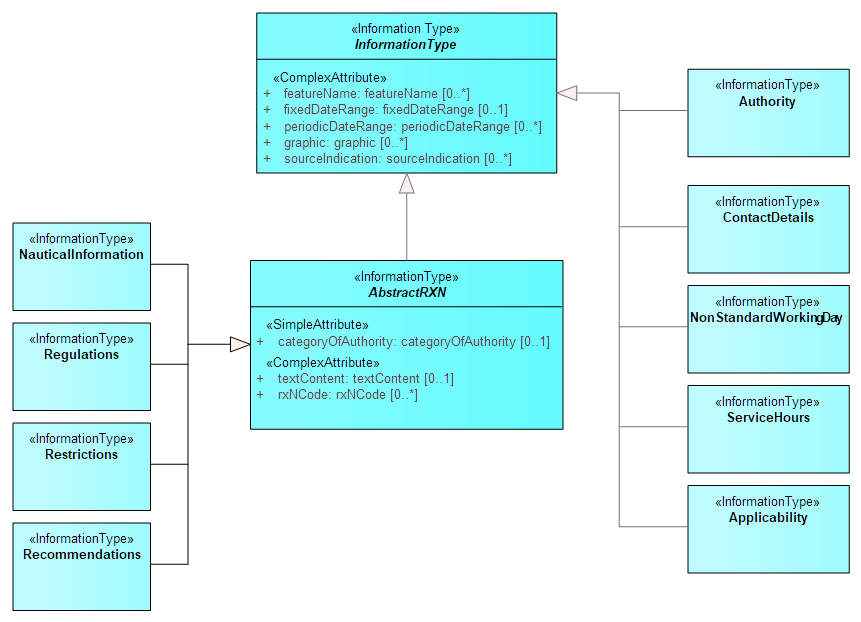 «Information Type»
InformationType
«ComplexAttribute»
+ featureName: featureName [0..*]
+ fixedDateRange: fixedDateRange [0..1]
+ periodicDateRange: periodicDateRange [0..*]
+ graphic: graphic [0..*]
+ sourceIndication: sourceIndication [0..*]
«InformationType»
AbstractRXN
«SimpleAttribute»
+ categoryOfAuthority: categoryOfAuthority [0..1]
«ComplexAttribute»
+ textContent: textContent [0..1]
+ rxNCode: rxNCode [0..*]
«InformationType»
NauticalInformation
«InformationType»
Regulations
«InformationType»
Restrictions
«InformationType»
Recommendations
«InformationType»
Authority
«InformationType»
ContactDetails
«InformationType»
NonStandardWorkingDay
«InformationType»
ServiceHours
«InformationType»
Applicability